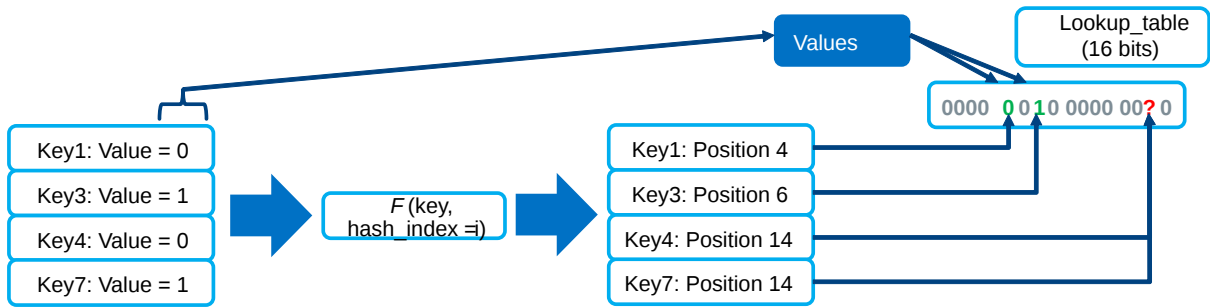 Values
Lookup_table
(16 bits)
0000 0 0 1 0 0000 00 ? 0
Key1: Value = 0
Key3: Value = 1
Key4: Value = 0
Key7: Value = 1
F (key,
hash_index =i)
Key1: Position 4
Key3: Position 6
Key4: Position 14
Key7: Position 14